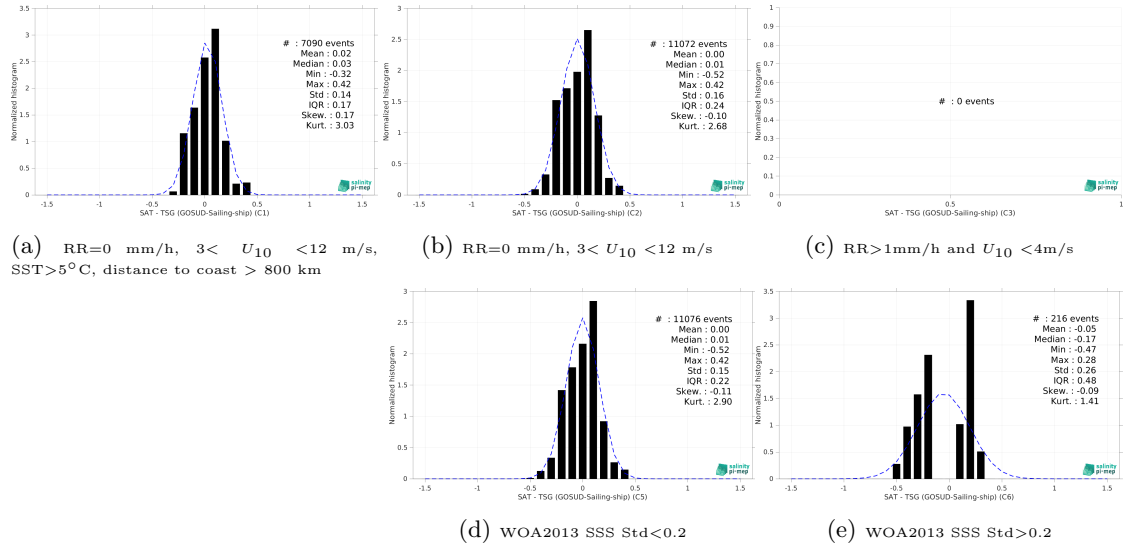 3.5
3
2.5
2
1.5
1
0.5
0
Normalized histogram
# : 7090 events
Mean : 0.02
Median : 0.03
Min : -0.32
Max : 0.42
Std : 0.14
IQR : 0.17
Skew. : 0.17
Kurt. : 3.03
salinity
pi-mep
-1.5 -1 -0.5 0 0.5 1 1.5
SAT - TSG (GOSUD-Sailing-ship) (C1)
(a) RR=0 mm/h, 3< U10 <12 m/s,
SST>5°C, distance to coast > 800 km
3
2.5
2
1.5
1
0.5
0
Normalized histogram
# : 11072 events
Mean : 0.00
Median : 0.01
Min : -0.52
Max : 0.42
Std : 0.16
IQR : 0.24
Skew. : -0.10
Kurt. : 2.68
salinity
pi-mep
-1.5 -1 -0.5 0 0.5 1 1.5
SAT - TSG (GOSUD-Sailing-ship) (C2)
(b) RR=0 mm/h, 3< U10 <12 m/s
1
0.9
0.8
0.7
0.6
0.5
0.4
0.3
0.2
0.1
0
Normalized histogram
# : 0 events
salinity
pi-mep
0 0.5 1
SAT - TSG (GOSUD-Sailing-ship) (C3)
(c) RR>1mm/h and U10 <4m/s
3
2.5
2
1.5
1
0.5
0
Normalized histogram
# : 11076 events
Mean : 0.00
Median : 0.01
Min : -0.52
Max : 0.42
Std : 0.15
IQR : 0.22
Skew. : -0.11
Kurt. : 2.90
salinity
pi-mep
-1.5 -1 -0.5 0 0.5 1 1.5
SAT - TSG (GOSUD-Sailing-ship) (C5)
(d) WOA2013 SSS Std<0.2
3.5
3
2.5
2
1.5
1
0.5
0
Normalized histogram
# : 216 events
Mean : -0.05
Median : -0.17
Min : -0.47
Max : 0.28
Std : 0.26
IQR : 0.48
Skew. : -0.09
Kurt. : 1.41
salinity
pi-mep
-1.5 -1 -0.5 0 0.5 1 1.5
SAT - TSG (GOSUD-Sailing-ship) (C6)
(e) WOA2013 SSS Std>0.2